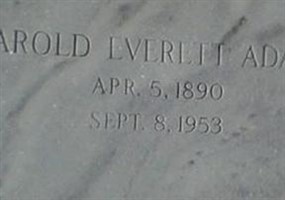 AROLD EVERETT ADA
APR. 5, 1890
SEPT. 8, 1953